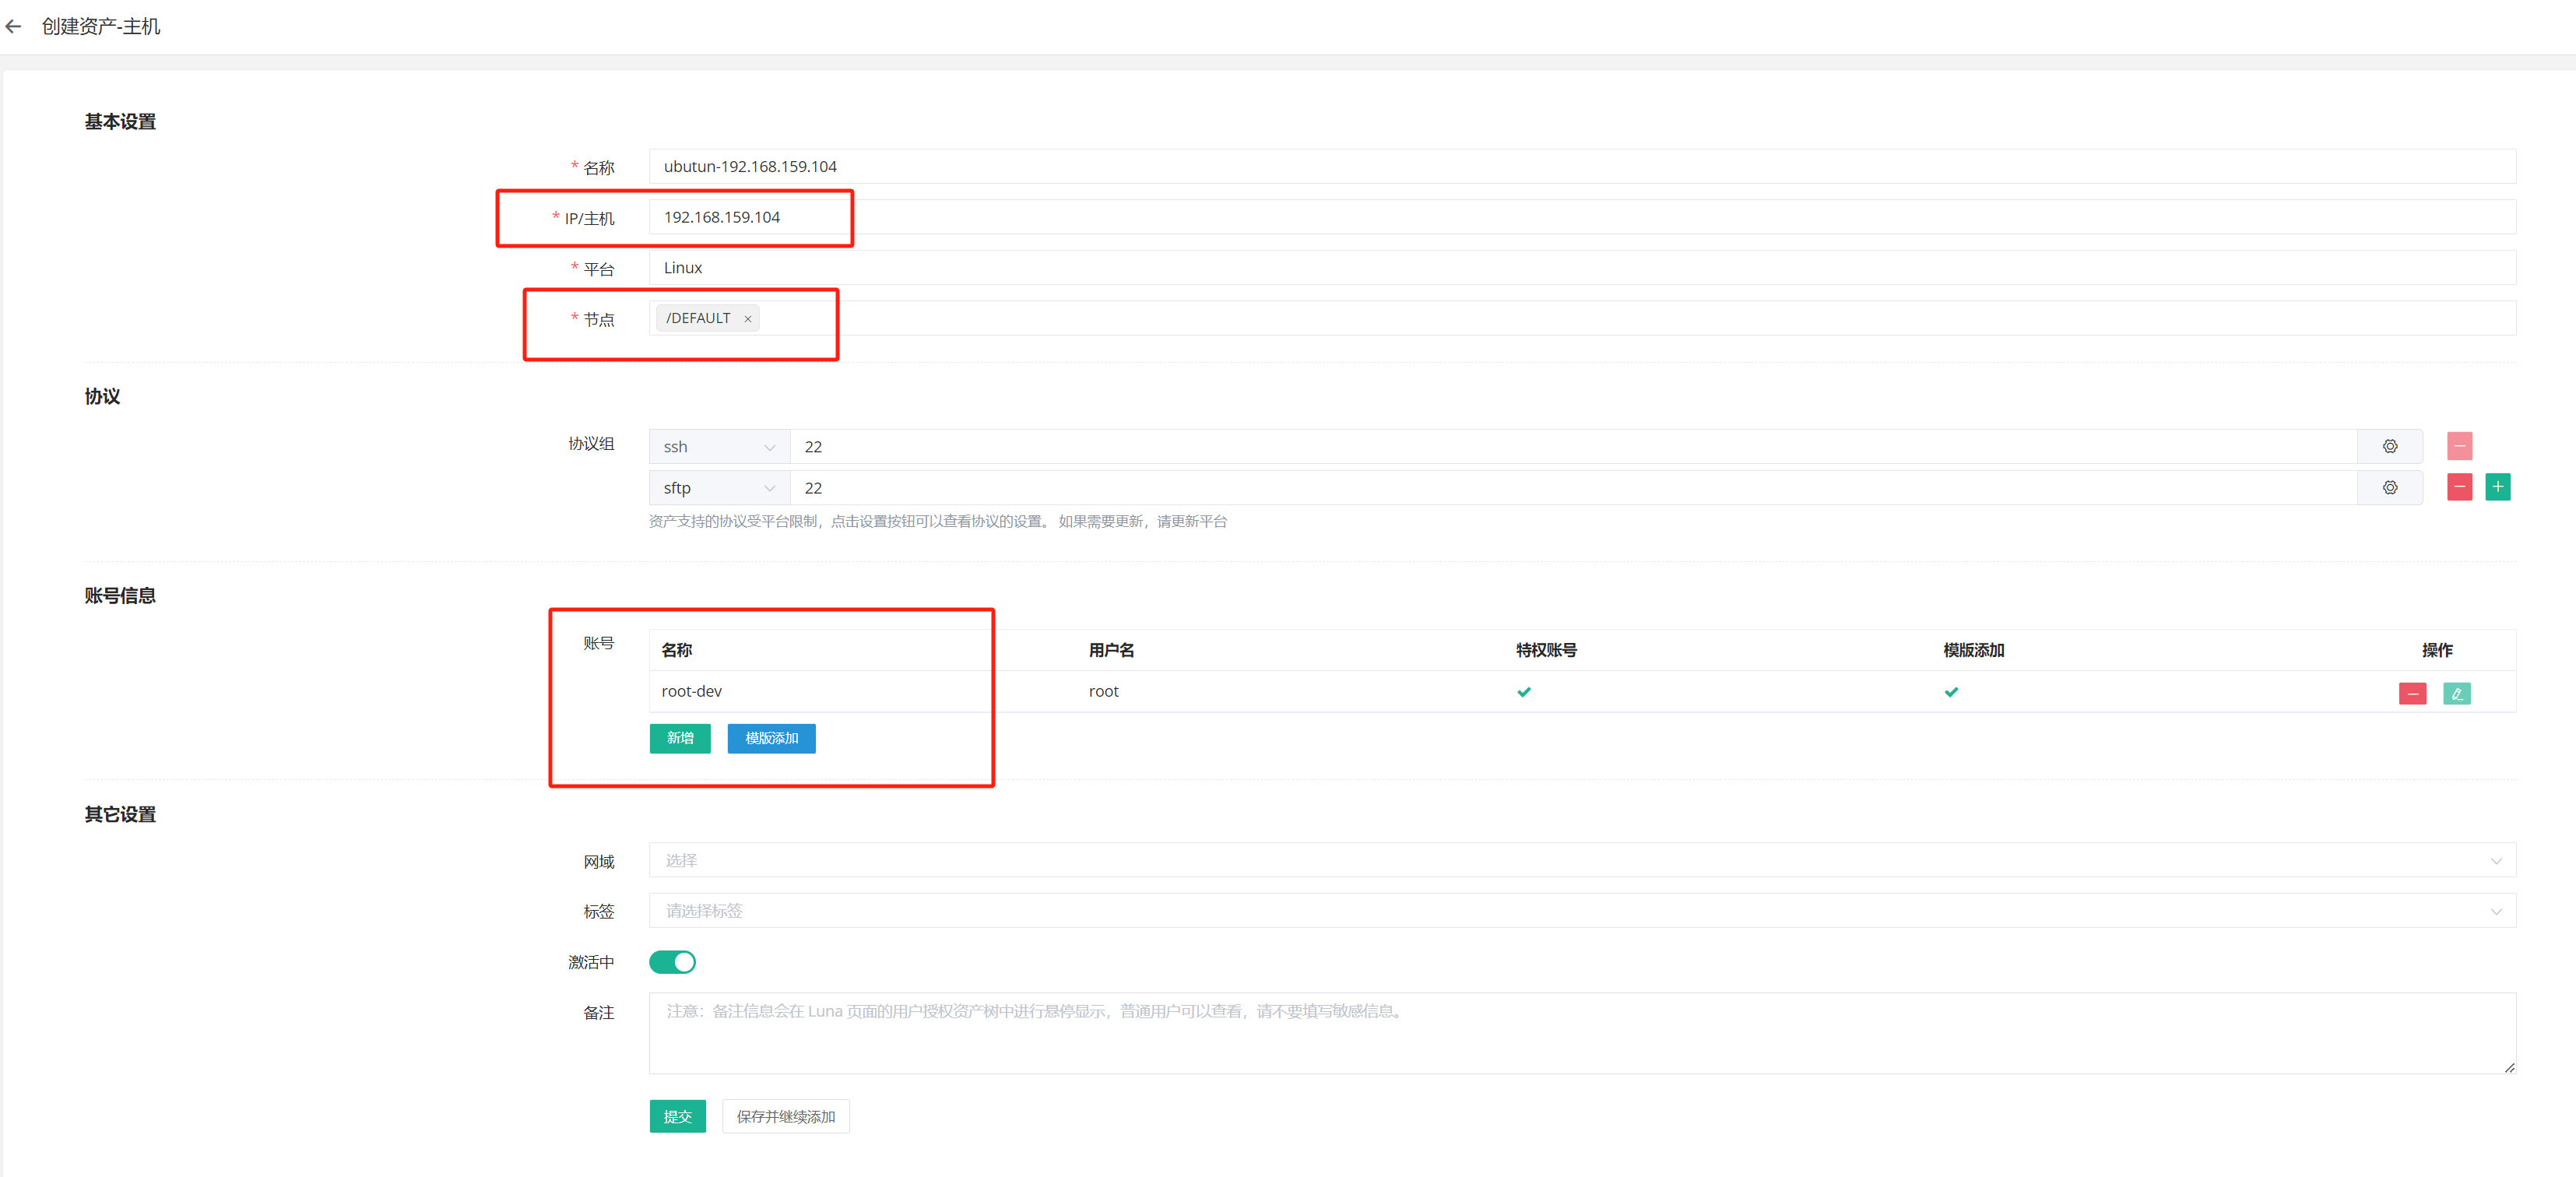 创建资产-主机
基本设置
* 名称 ubutun-192.168.159.104
* IP/主机 192.168.159.104
* 平台 Linux
* 节点 /DEFAULT ×
协议
协议组 ssh 22
sftp 22
资产支持的协议受平台限制，点击设置按钮可以查看协议的设置。 如果需要更新，请更新平台
账号信息
账号 名称 用户名 特权账号 模版添加 操作
root-dev root
新增 模版添加
其它设置
网域 选择
标签 请选择标签
激活中
备注 注意：备注信息会在 Luna 页面的用户授权资产树中进行悬停显示，普通用户可以查看，请不要填写敏感信息。
提交 保存并继续添加